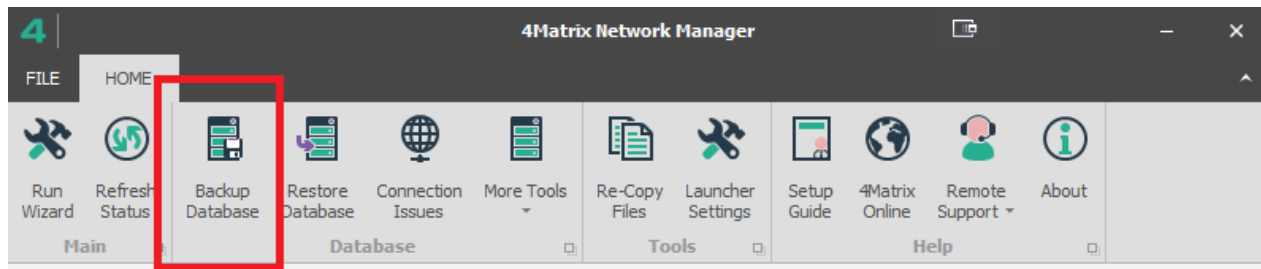 4
4Matrix Network Manager
FILE HOME
Run Wizard
Refresh Status
Backup Database
Restore Database
Connection Issues
More Tools
Re-Copy Files
Launcher Settings
Setup Guide
4Matrix Online
Remote Support
About
Main
Database
Tools
Help